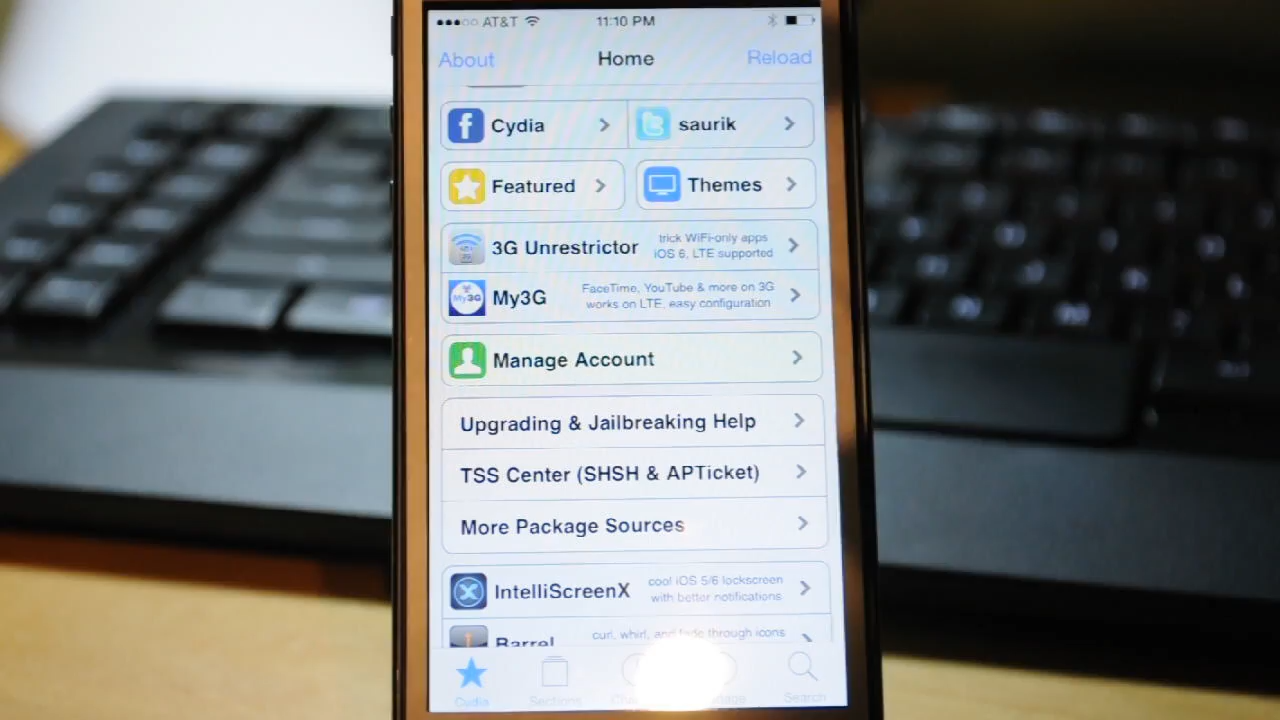 AT&T 11:10 PM
About Home Reload
Cydia saurik
Featured Themes
3G Unrestrictor trick WiFi-only apps
iOS 6, LTE supported
My3G My3G FaceTime, YouTube & more on 3G
works on LTE, easy configuration
Manage Account
Upgrading & Jailbreaking Help
TSS Center (SHSH & APTicket)
More Package Sources
IntelliScreenX cool iOS 5/6 lockscreen
with better notifications
Barrel curl, whirl, and fade through icons
Cydia Sections Search